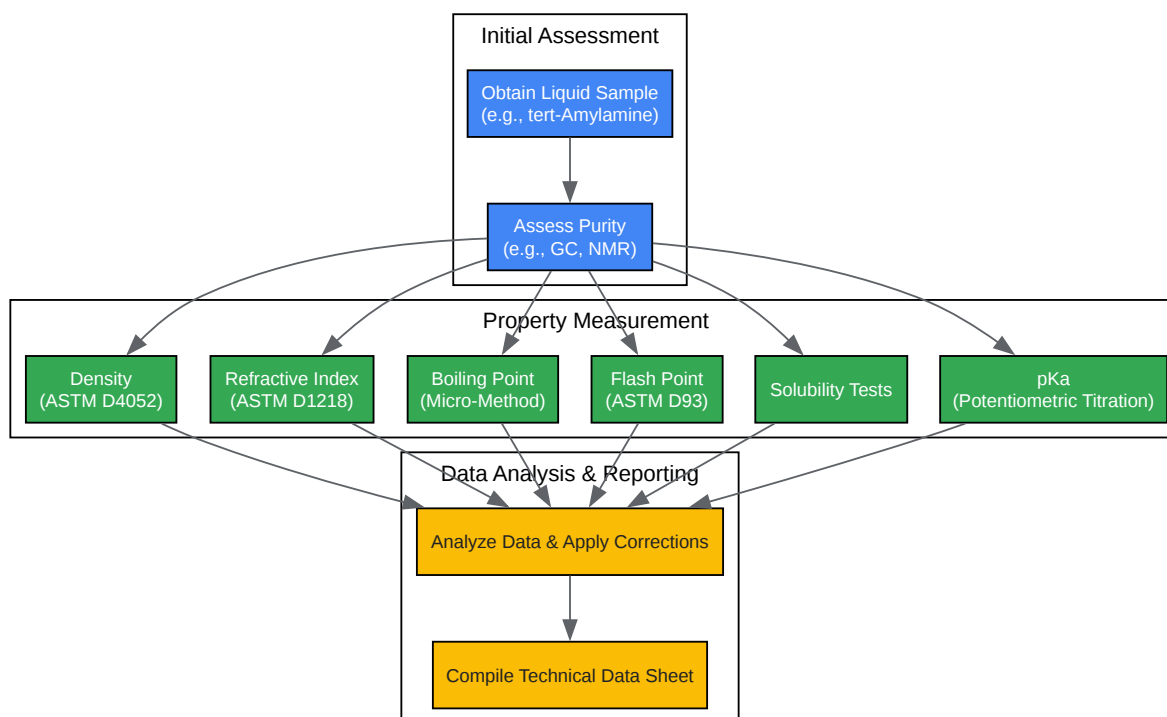 Initial Assessment
Obtain Liquid Sample
(e.g., tert-Amylamine)
Assess Purity
(e.g., GC, NMR)
Property Measurement
Density
(ASTM D4052)
Refractive Index
(ASTM D1218)
Boiling Point
(Micro-Method)
Flash Point
(ASTM D93)
Solubility Tests
pKa
(Potentiometric Titration)
Data Analysis & Reporting
Analyze Data & Apply Corrections
Compile Technical Data Sheet